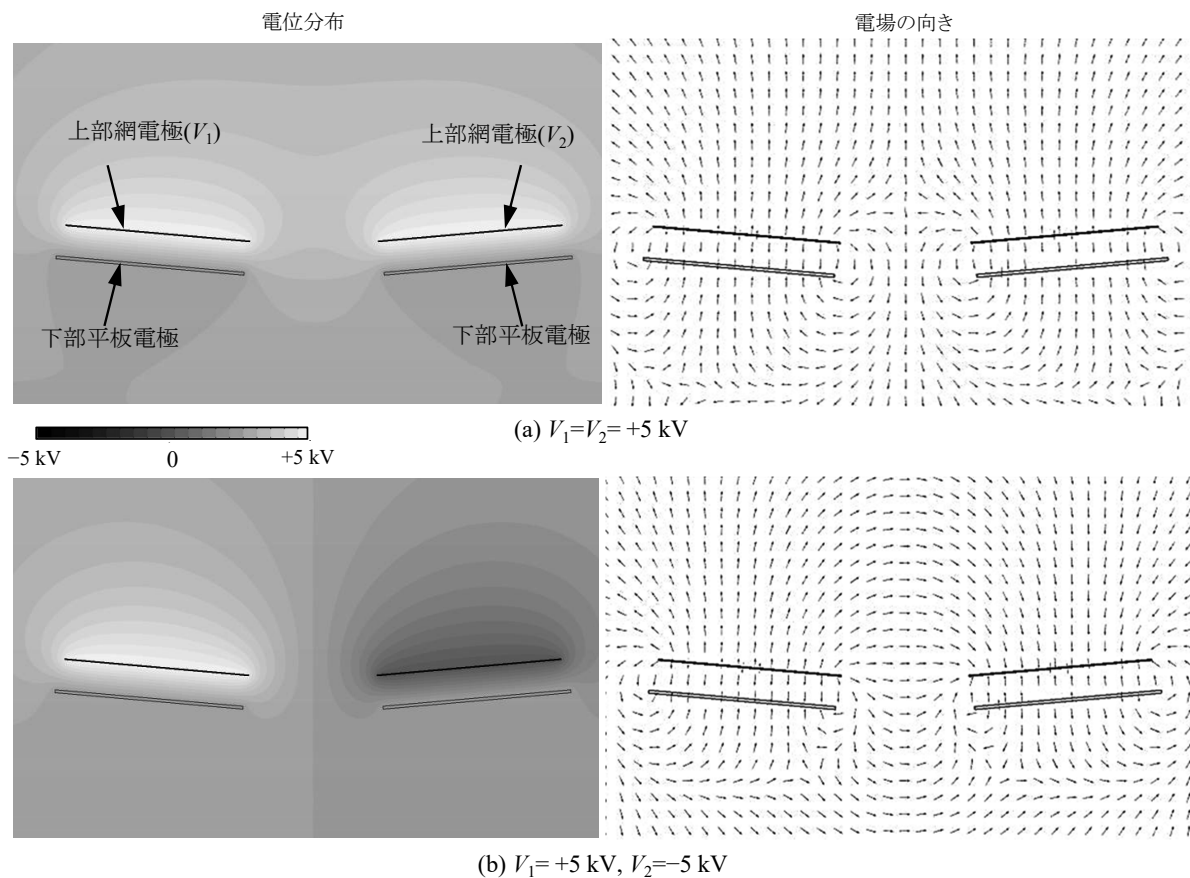 電位分布
電場の向き
上部網電極(V₁)
上部網電極(V₂)
下部平板電極
下部平板電極
(a) V₁=V₂= +5 kV
−5 kV
0
+5 kV
(b) V₁= +5 kV, V₂=−5 kV